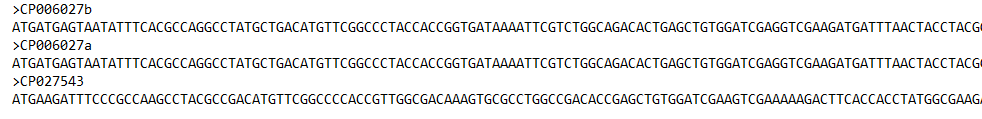 >CP006027b
ATGATGAGTAATATTTCACGCCAGGCCTATGCTGACATGTTCGGCCCTACCACCGGTGATAAAATTCGTCTGGCAGACACTGAGCTGTGGATCGAGGTCGAAGATGATTTAACTACCTACG
>CP006027a
ATGATGAGTAATATTTCACGCCAGGCCTATGCTGACATGTTCGGCCCTACCACCGGTGATAAAATTCGTCTGGCAGACACTGAGCTGTGGATCGAGGTCGAAGATGATTTAACTACCTACG
>CP027543
ATGAAGATTTCCCGCCAAGCCTACGCCGACATGTTCGGCCCCACCGTTGGCGACAAAGTGCGCCTGGCCGACACCGAGCTGTGGATCGAAGTCGAAAAAGACTTCACCACCTATGGCGAAG